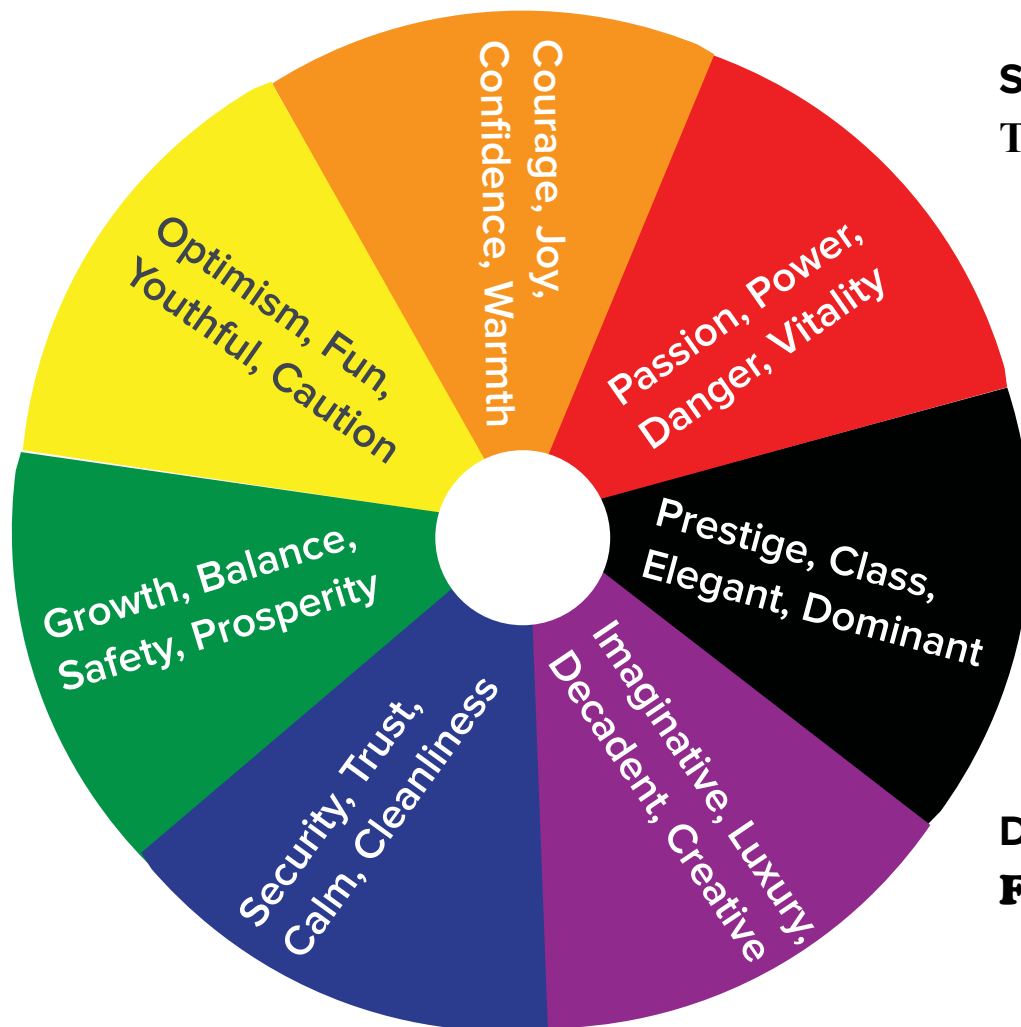 Courage, Joy,
Confidence, Warmth
Passion, Power,
Danger, Vitality
Prestige, Class,
Elegant, Dominant
Imaginative, Luxury,
Decadent, Creative
Security, Trust,
Calm, Cleanliness
Growth, Balance,
Safety, Prosperity
Optimism, Fun,
Youthful, Caution
S
T
D
F